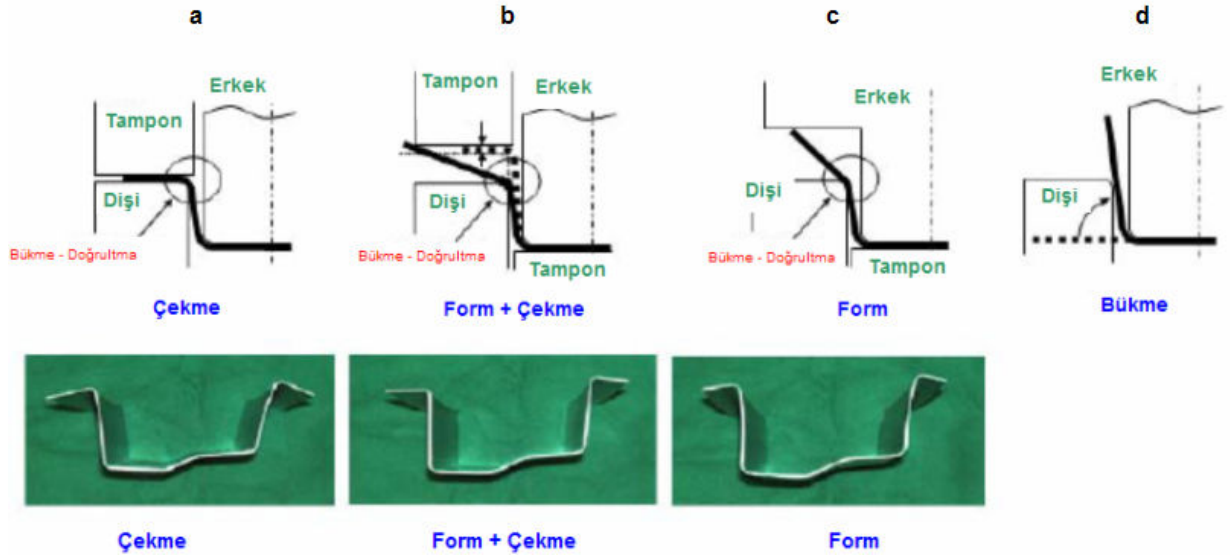 a
b
c
d
Erkek
Tampon
Dişi
Bükme - Doğrultma
Çekme
Tampon
Erkek
Dişi
Bükme - Doğrultma
Tampon
Form + Çekme
Erkek
Dişi
Bükme - Doğrultma
Tampon
Form
Erkek
Dişi
Bükme
Çekme
Form + Çekme
Form